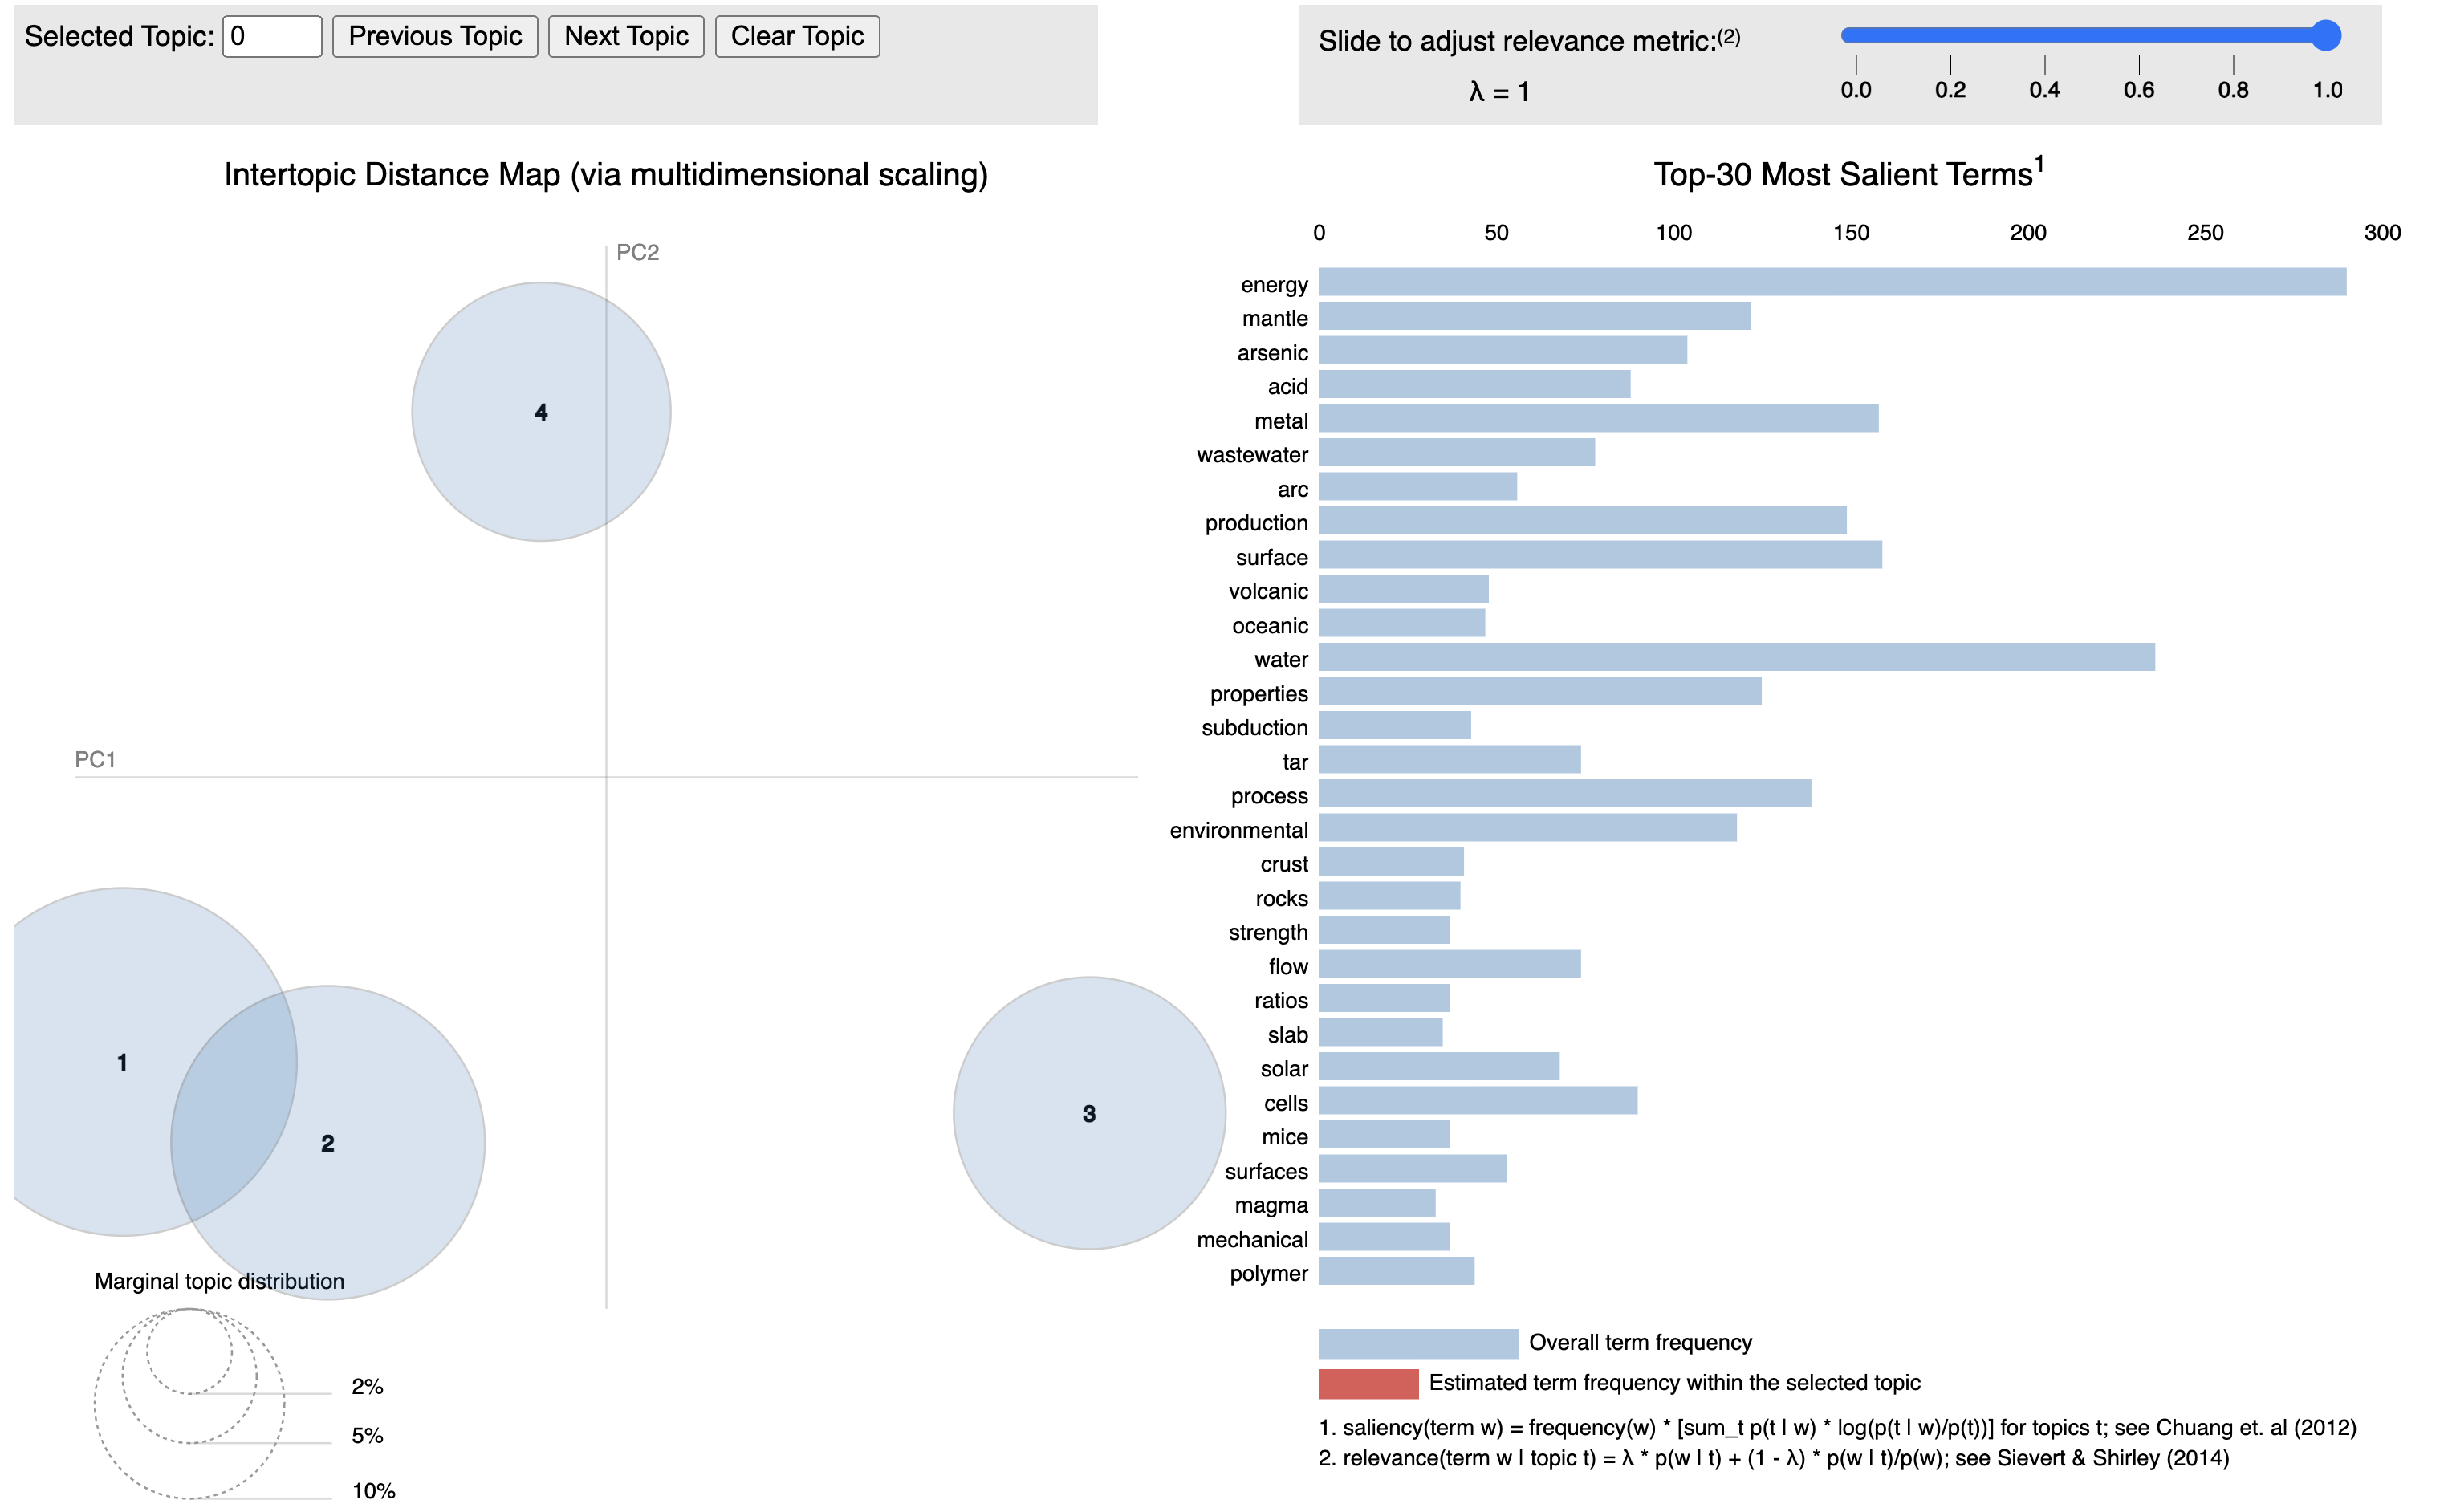 Selected Topic: 0 Previous Topic Next Topic Clear Topic
Slide to adjust relevance metric:(2)
λ = 1
0.0 0.2 0.4 0.6 0.8 1.0
Intertopic Distance Map (via multidimensional scaling)
PC2
PC1
4
1
2
3
Marginal topic distribution
2%
5%
10%
Top-30 Most Salient Terms1
0 50 100 150 200 250 300
energy
mantle
arsenic
acid
metal
wastewater
arc
production
surface
volcanic
oceanic
water
properties
subduction
tar
process
environmental
crust
rocks
strength
flow
ratios
slab
solar
cells
mice
surfaces
magma
mechanical
polymer
Overall term frequency
Estimated term frequency within the selected topic
1. saliency(term w) = frequency(w) * [sum_t p(t | w) * log(p(t | w)/p(t))] for topics t; see Chuang et. al (2012)
2. relevance(term w | topic t) = λ * p(w | t) + (1 - λ) * p(w | t)/p(w); see Sievert & Shirley (2014)